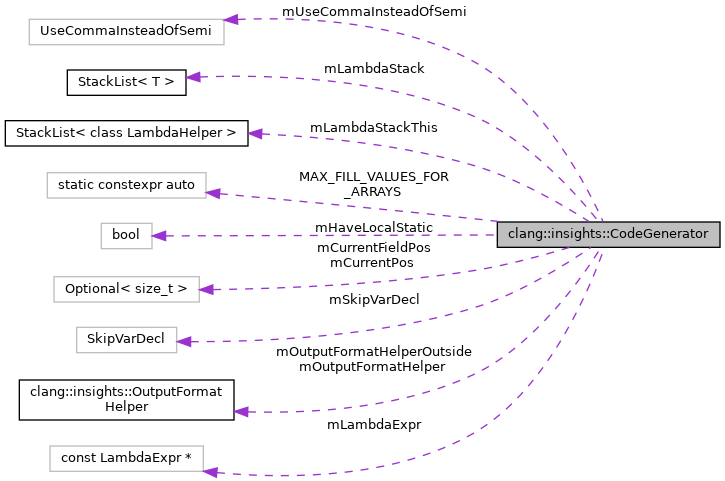 mUseCommaInsteadOfSemi
UseCommaInsteadOfSemi
mLambdaStack
StackList< T >
mLambdaStackThis
StackList< class LambdaHelper >
MAX_FILL_VALUES_FOR
_ARRAYS
static constexpr auto
mHaveLocalStatic
bool
clang::insights::CodeGenerator
mCurrentFieldPos
mCurrentPos
Optional< size_t >
mSkipVarDecl
SkipVarDecl
mOutputFormatHelperOutside
mOutputFormatHelper
clang::insights::OutputFormat
Helper
mLambdaExpr
const LambdaExpr *